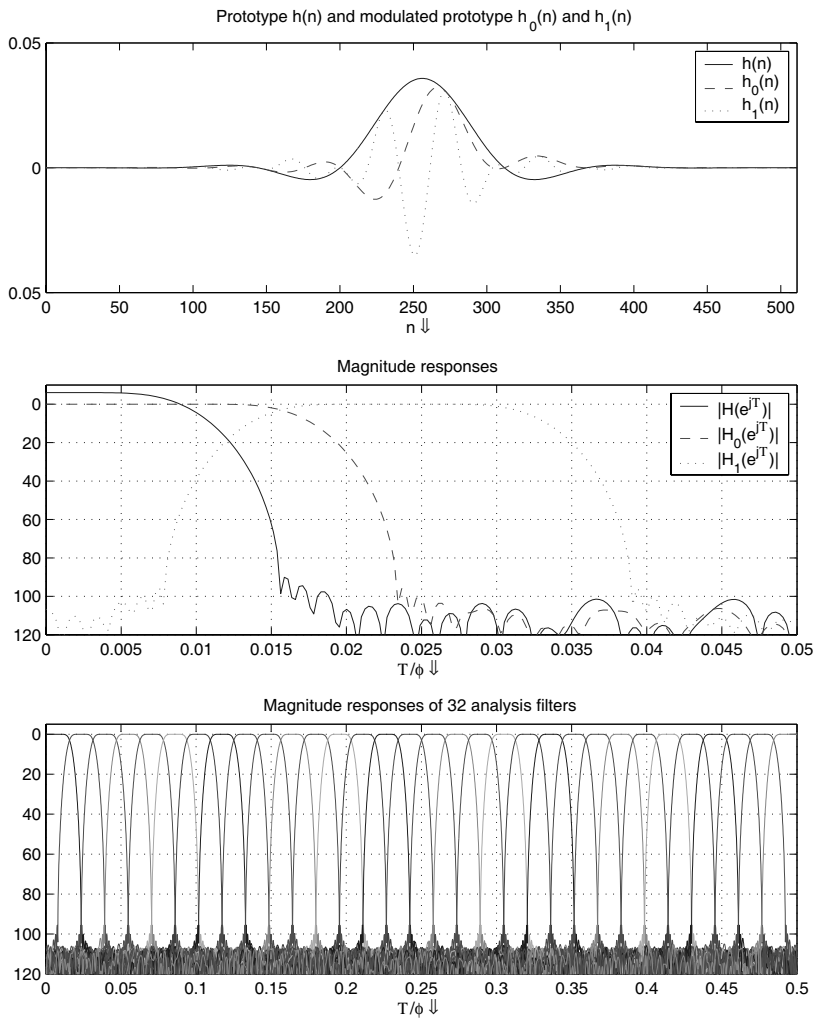 Prototype h(n) and modulated prototype h0(n) and h1(n)
0.05
0
0.05
h(n)
h0(n)
h1(n)
0 50 100 150 200 250 300 350 400 450 500
n ⇓
Magnitude responses
0
20
40
60
80
100
120
|H(e^jT)|
|H0(e^jT)|
|H1(e^jT)|
0 0.005 0.01 0.015 0.02 0.025 0.03 0.035 0.04 0.045 0.05
T/ϕ ⇓
Magnitude responses of 32 analysis filters
0
20
40
60
80
100
120
0 0.05 0.1 0.15 0.2 0.25 0.3 0.35 0.4 0.45 0.5
T/ϕ ⇓